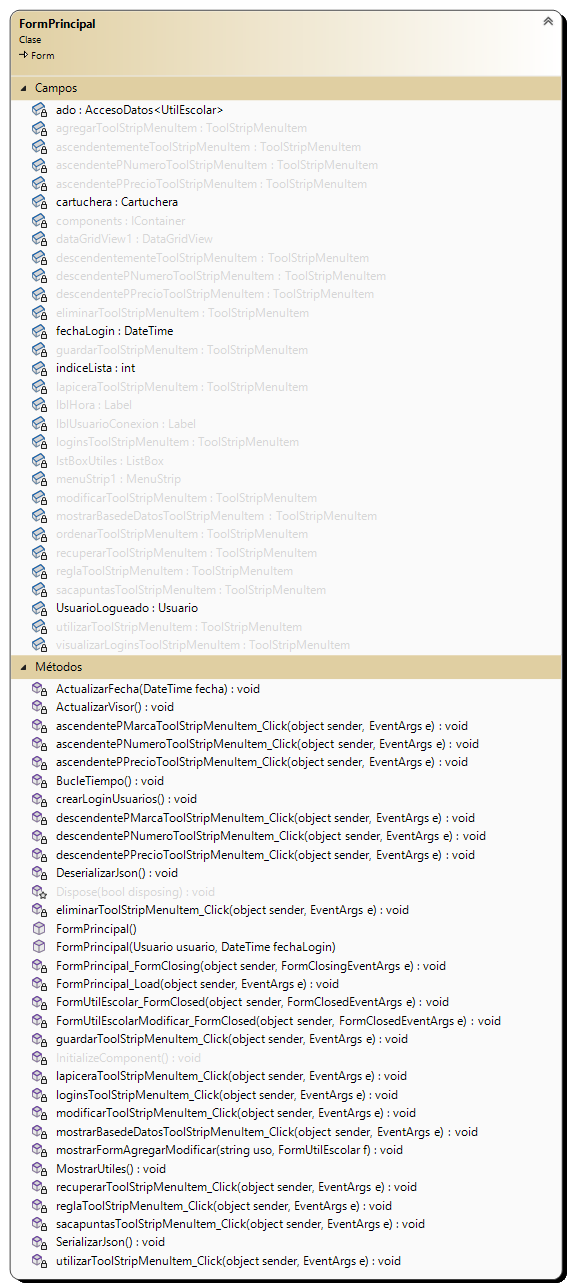 FormPrincipal
Clase
Form
Campos
ado : AccesoDatos<UtilEscolar>
agregarToolStripMenuItem : ToolStripMenuItem
ascendentementeToolStripMenuItem : ToolStripMenuItem
ascendentePNumeroToolStripMenuItem : ToolStripMenuItem
ascendentePPrecioToolStripMenuItem : ToolStripMenuItem
cartuchera : Cartuchera
components : IContainer
dataGridView1 : DataGridView
descendentementeToolStripMenuItem : ToolStripMenuItem
descendentePNumeroToolStripMenuItem : ToolStripMenuItem
descendentePPrecioToolStripMenuItem : ToolStripMenuItem
eliminarToolStripMenuItem : ToolStripMenuItem
fechaLogin : DateTime
guardarToolStripMenuItem : ToolStripMenuItem
indiceLista : int
lapiceraToolStripMenuItem : ToolStripMenuItem
lblHora : Label
lblUsuarioConexion : Label
loginsToolStripMenuItem : ToolStripMenuItem
lstBoxUtiles : ListBox
menuStrip1 : MenuStrip
modificarToolStripMenuItem : ToolStripMenuItem
mostrarBasedeDatosToolStripMenuItem : ToolStripMenuItem
ordenarToolStripMenuItem : ToolStripMenuItem
recuperarToolStripMenuItem : ToolStripMenuItem
reglaToolStripMenuItem : ToolStripMenuItem
sacapuntasToolStripMenuItem : ToolStripMenuItem
UsuarioLogueado : Usuario
utilizarToolStripMenuItem : ToolStripMenuItem
visualizarLoginsToolStripMenuItem : ToolStripMenuItem
Métodos
ActualizarFecha(DateTime fecha) : void
ActualizarVisor() : void
ascendentePMarcaToolStripMenuItem_Click(object sender, EventArgs e) : void
ascendentePNumeroToolStripMenuItem_Click(object sender, EventArgs e) : void
ascendentePPrecioToolStripMenuItem_Click(object sender, EventArgs e) : void
BucleTiempo() : void
crearLoginUsuarios() : void
descendentePMarcaToolStripMenuItem_Click(object sender, EventArgs e) : void
descendentePNumeroToolStripMenuItem_Click(object sender, EventArgs e) : void
descendentePPrecioToolStripMenuItem_Click(object sender, EventArgs e) : void
DeserializarJson() : void
Dispose(bool disposing) : void
eliminarToolStripMenuItem_Click(object sender, EventArgs e) : void
FormPrincipal()
FormPrincipal(Usuario usuario, DateTime fechaLogin)
FormPrincipal_FormClosing(object sender, FormClosingEventArgs e) : void
FormPrincipal_Load(object sender, EventArgs e) : void
FormUtilEscolar_FormClosed(object sender, FormClosedEventArgs e) : void
FormUtilEscolarModificar_FormClosed(object sender, FormClosedEventArgs e) : void
guardarToolStripMenuItem_Click(object sender, EventArgs e) : void
InitializeComponent() : void
lapiceraToolStripMenuItem_Click(object sender, EventArgs e) : void
loginsToolStripMenuItem_Click(object sender, EventArgs e) : void
modificarToolStripMenuItem_Click(object sender, EventArgs e) : void
mostrarBasedeDatosToolStripMenuItem_Click(object sender, EventArgs e) : void
mostrarFormAgregarModificar(string uso, FormUtilEscolar f) : void
MostrarUtiles() : void
recuperarToolStripMenuItem_Click(object sender, EventArgs e) : void
reglaToolStripMenuItem_Click(object sender, EventArgs e) : void
sacapuntasToolStripMenuItem_Click(object sender, EventArgs e) : void
SerializarJson() : void
utilizarToolStripMenuItem_Click(object sender, EventArgs e) : void